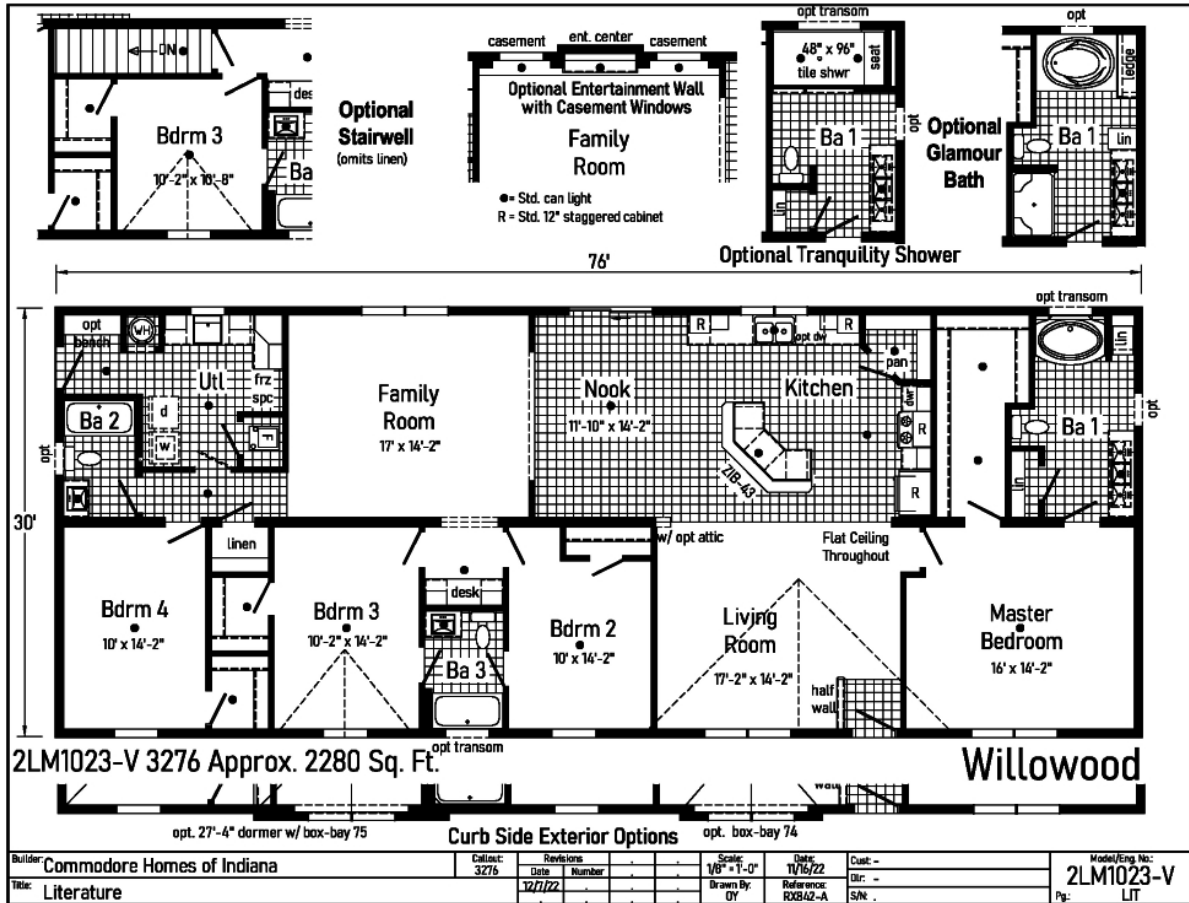 DN
des
Bdrm 3
10'-2" x 10'-8"
Ba
Optional
Stairwell
(omits linen)
casement
ent. center
casement
Optional Entertainment Wall
with Casement Windows
Family
Room
●= Std. can light
R = Std. 12" staggered cabinet
opt transom
48" x 96"
tile shwr
seat
Ba 1
opt
lin
Optional Tranquility Shower
Optional
Glamour
Bath
opt
ledge
Ba 1
lin
76'
30'
opt transom
opt
bench
WH
Utl
frz
spc
d
w
F
Ba 2
opt
Family
Room
17' x 14'-2"
Nook
11'-10" x 14'-2"
R
opt dw
R
Kitchen
pan
dwr
R
R
ZIB-43
lin
Ba 1
opt
lin
linen
w/ opt attic
Flat Ceiling
Throughout
Bdrm 4
10' x 14'-2"
Bdrm 3
10'-2" x 14'-2"
desk
Ba 3
Bdrm 2
10' x 14'-2"
Living
Room
17'-2" x 14'-2"
half
wall
Master
Bedroom
16' x 14'-2"
opt transom
2LM1023-V 3276 Approx. 2280 Sq. Ft.
Willowood
wall
opt. 27'-4" dormer w/ box-bay 75
Curb Side Exterior Options
opt. box-bay 74
Builder: Commodore Homes of Indiana
Title: Literature
Callout:
3276
Revisions
Date Number
12/7/22
Scale:
1/8" = 1'-0"
Date:
11/16/22
Drawn By:
DY
Reference:
RX842-A
Cust: -
Dlr: -
S/N: .
Model/Eng. No.:
2LM1023-V
Pg.: LIT